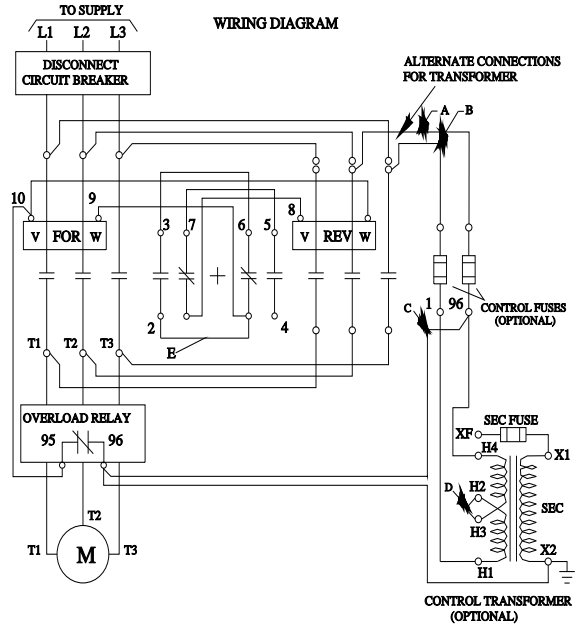 TO SUPPLY
WIRING DIAGRAM
L1 L2 L3
DISCONNECT
CIRCUIT BREAKER
ALTERNATE CONNECTIONS
FOR TRANSFORMER
A B
10 9 3 7 6 5 8
V FOR W
V REV W
2 4
E
C 1 96
CONTROL FUSES
(OPTIONAL)
T1 T2 T3
OVERLOAD RELAY
95 96
SEC FUSE
XF
H4 X1
D H2
SEC
H3
T2
T1 M T3
X2
H1
CONTROL TRANSFORMER
(OPTIONAL)